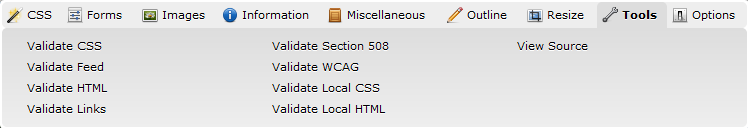 CSS Forms Images Information Miscellaneous Outline Resize Tools Options
Validate CSS Validate Section 508 View Source
Validate Feed Validate WCAG
Validate HTML Validate Local CSS
Validate Links Validate Local HTML